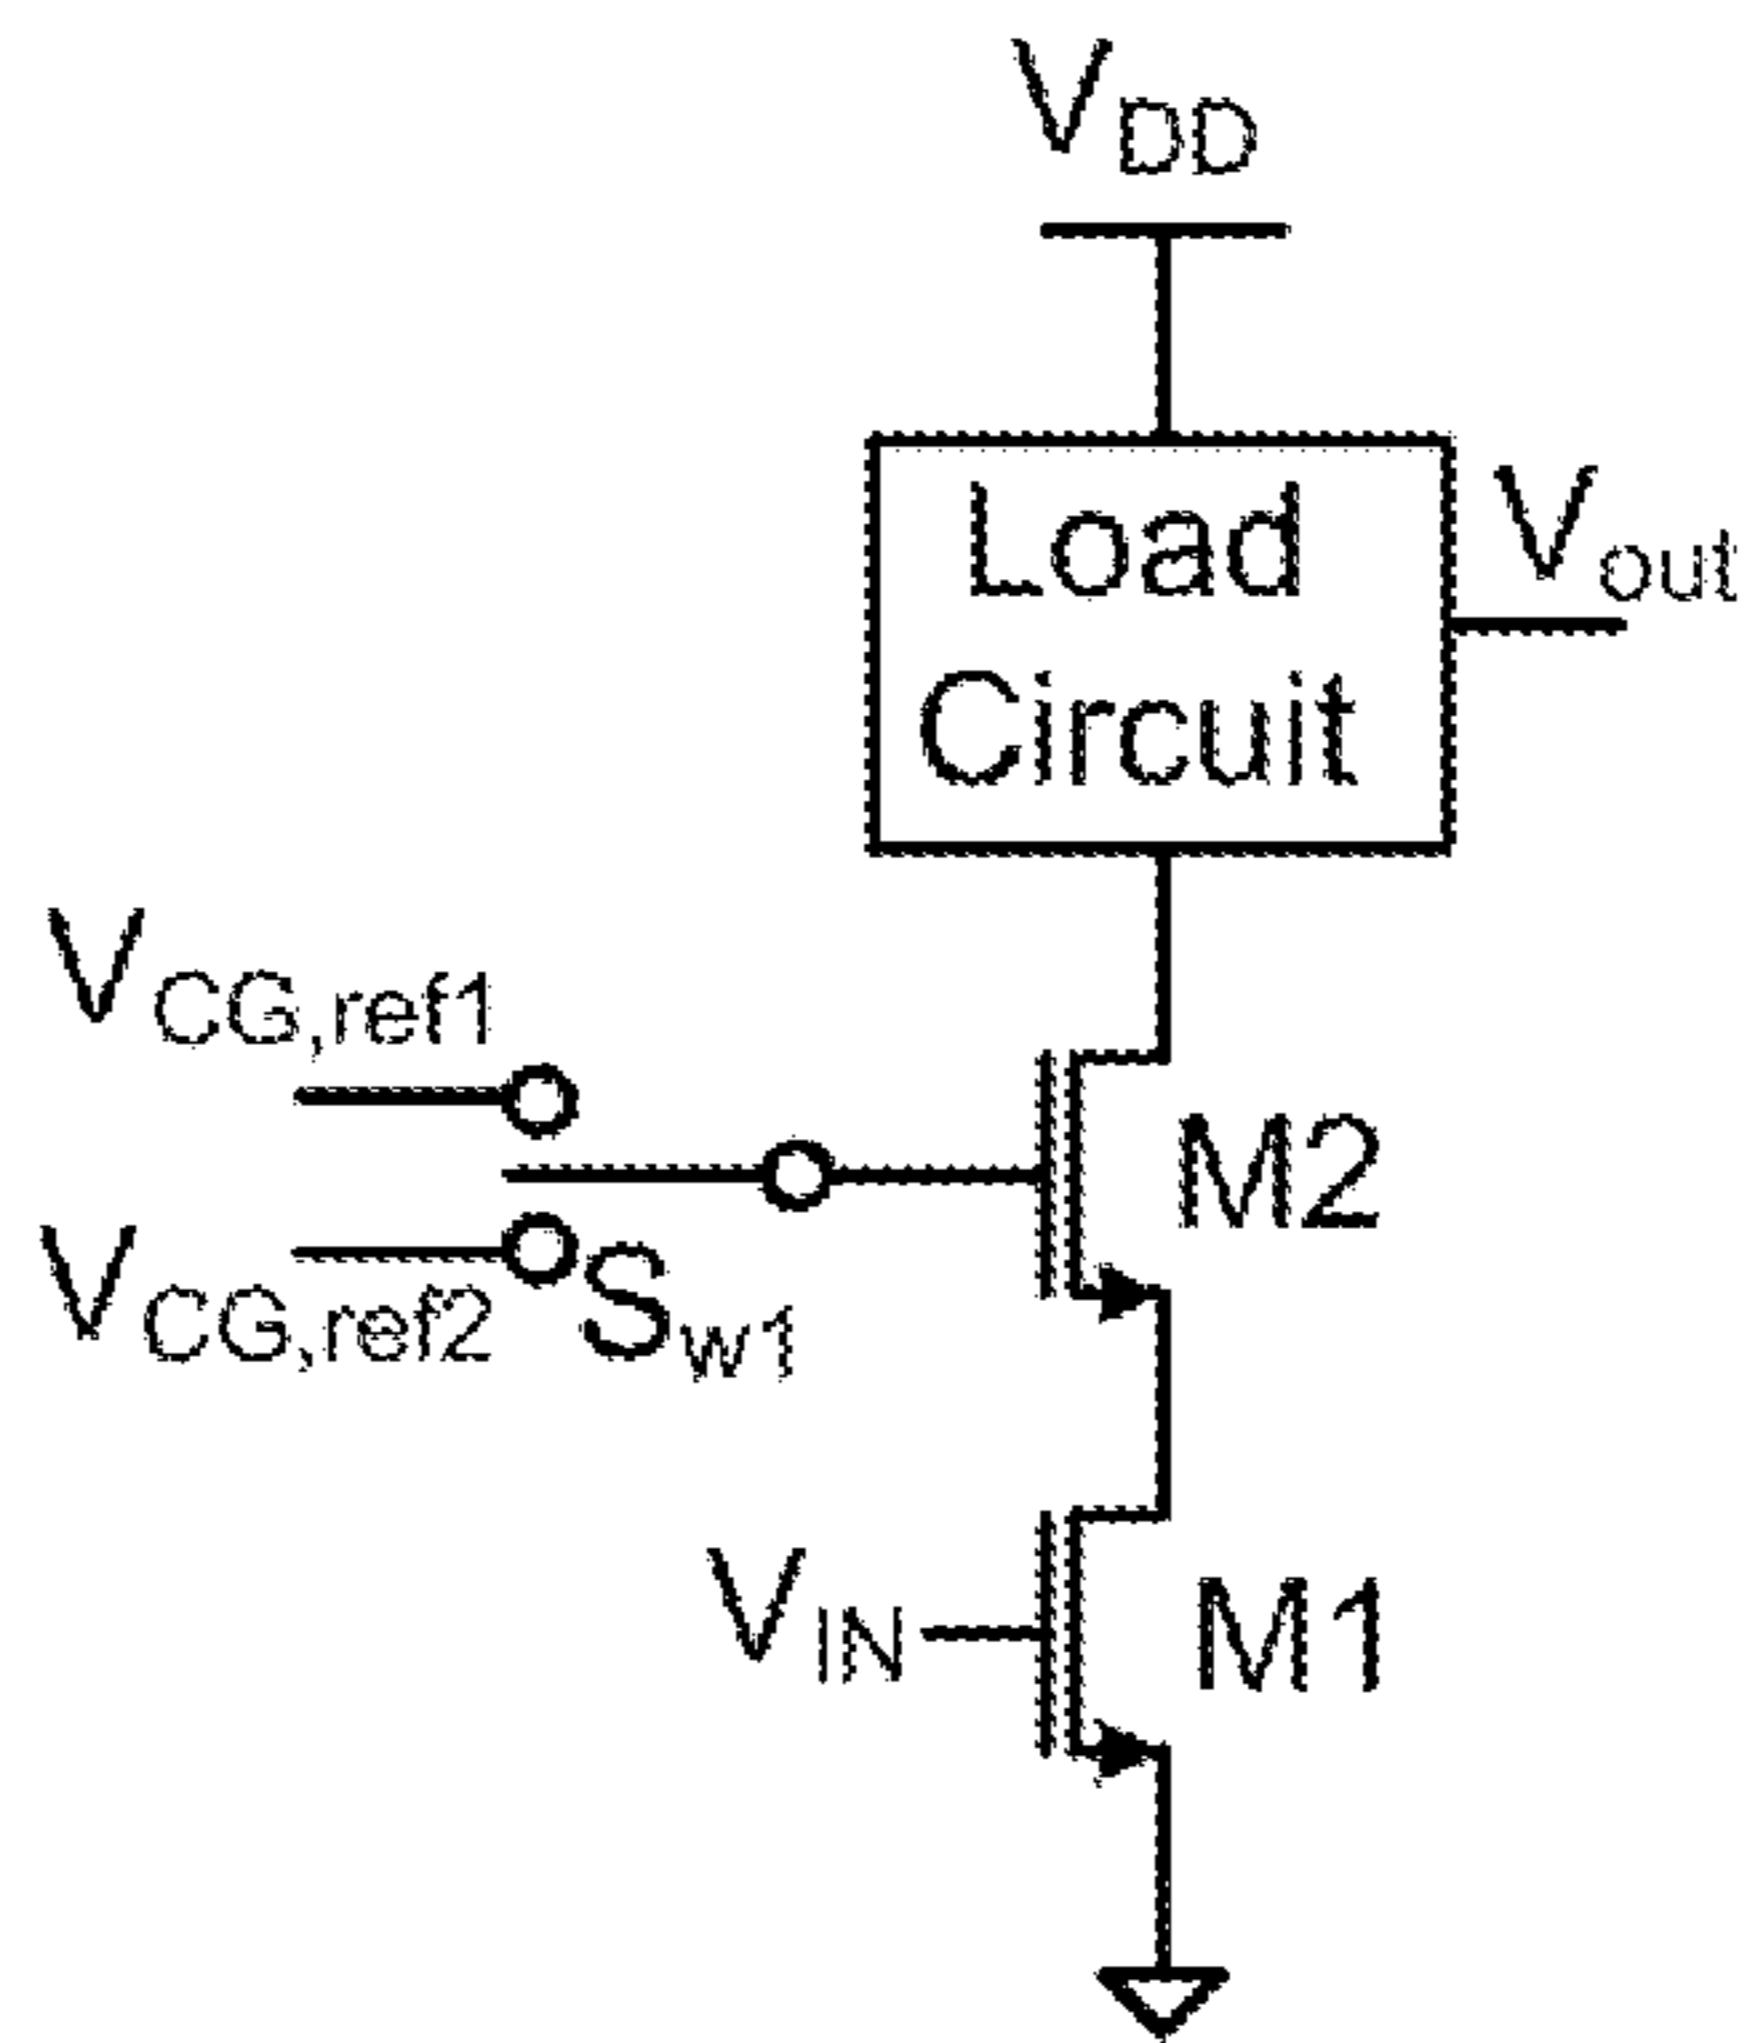 VDD
Load
Circuit
Vout
VCG,ref1
M2
VCG,ref2
Sw1
VIN
M1